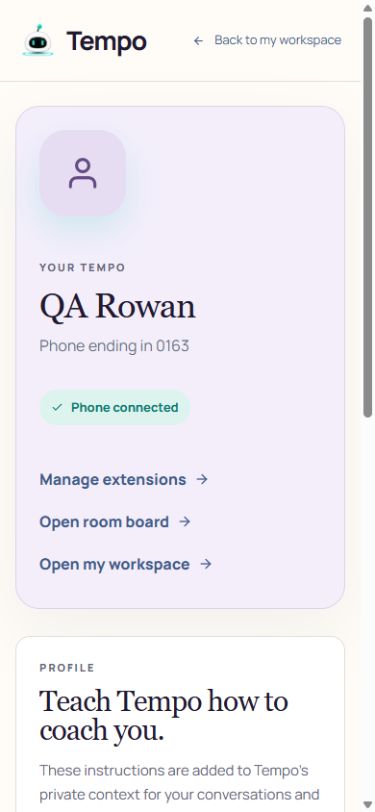 Tempo
Back to my workspace
YOUR TEMPO
QA Rowan
Phone ending in 0163
Phone connected
Manage extensions
Open room board
Open my workspace
PROFILE
Teach Tempo how to
coach you.
These instructions are added to Tempo's
private context for your conversations and